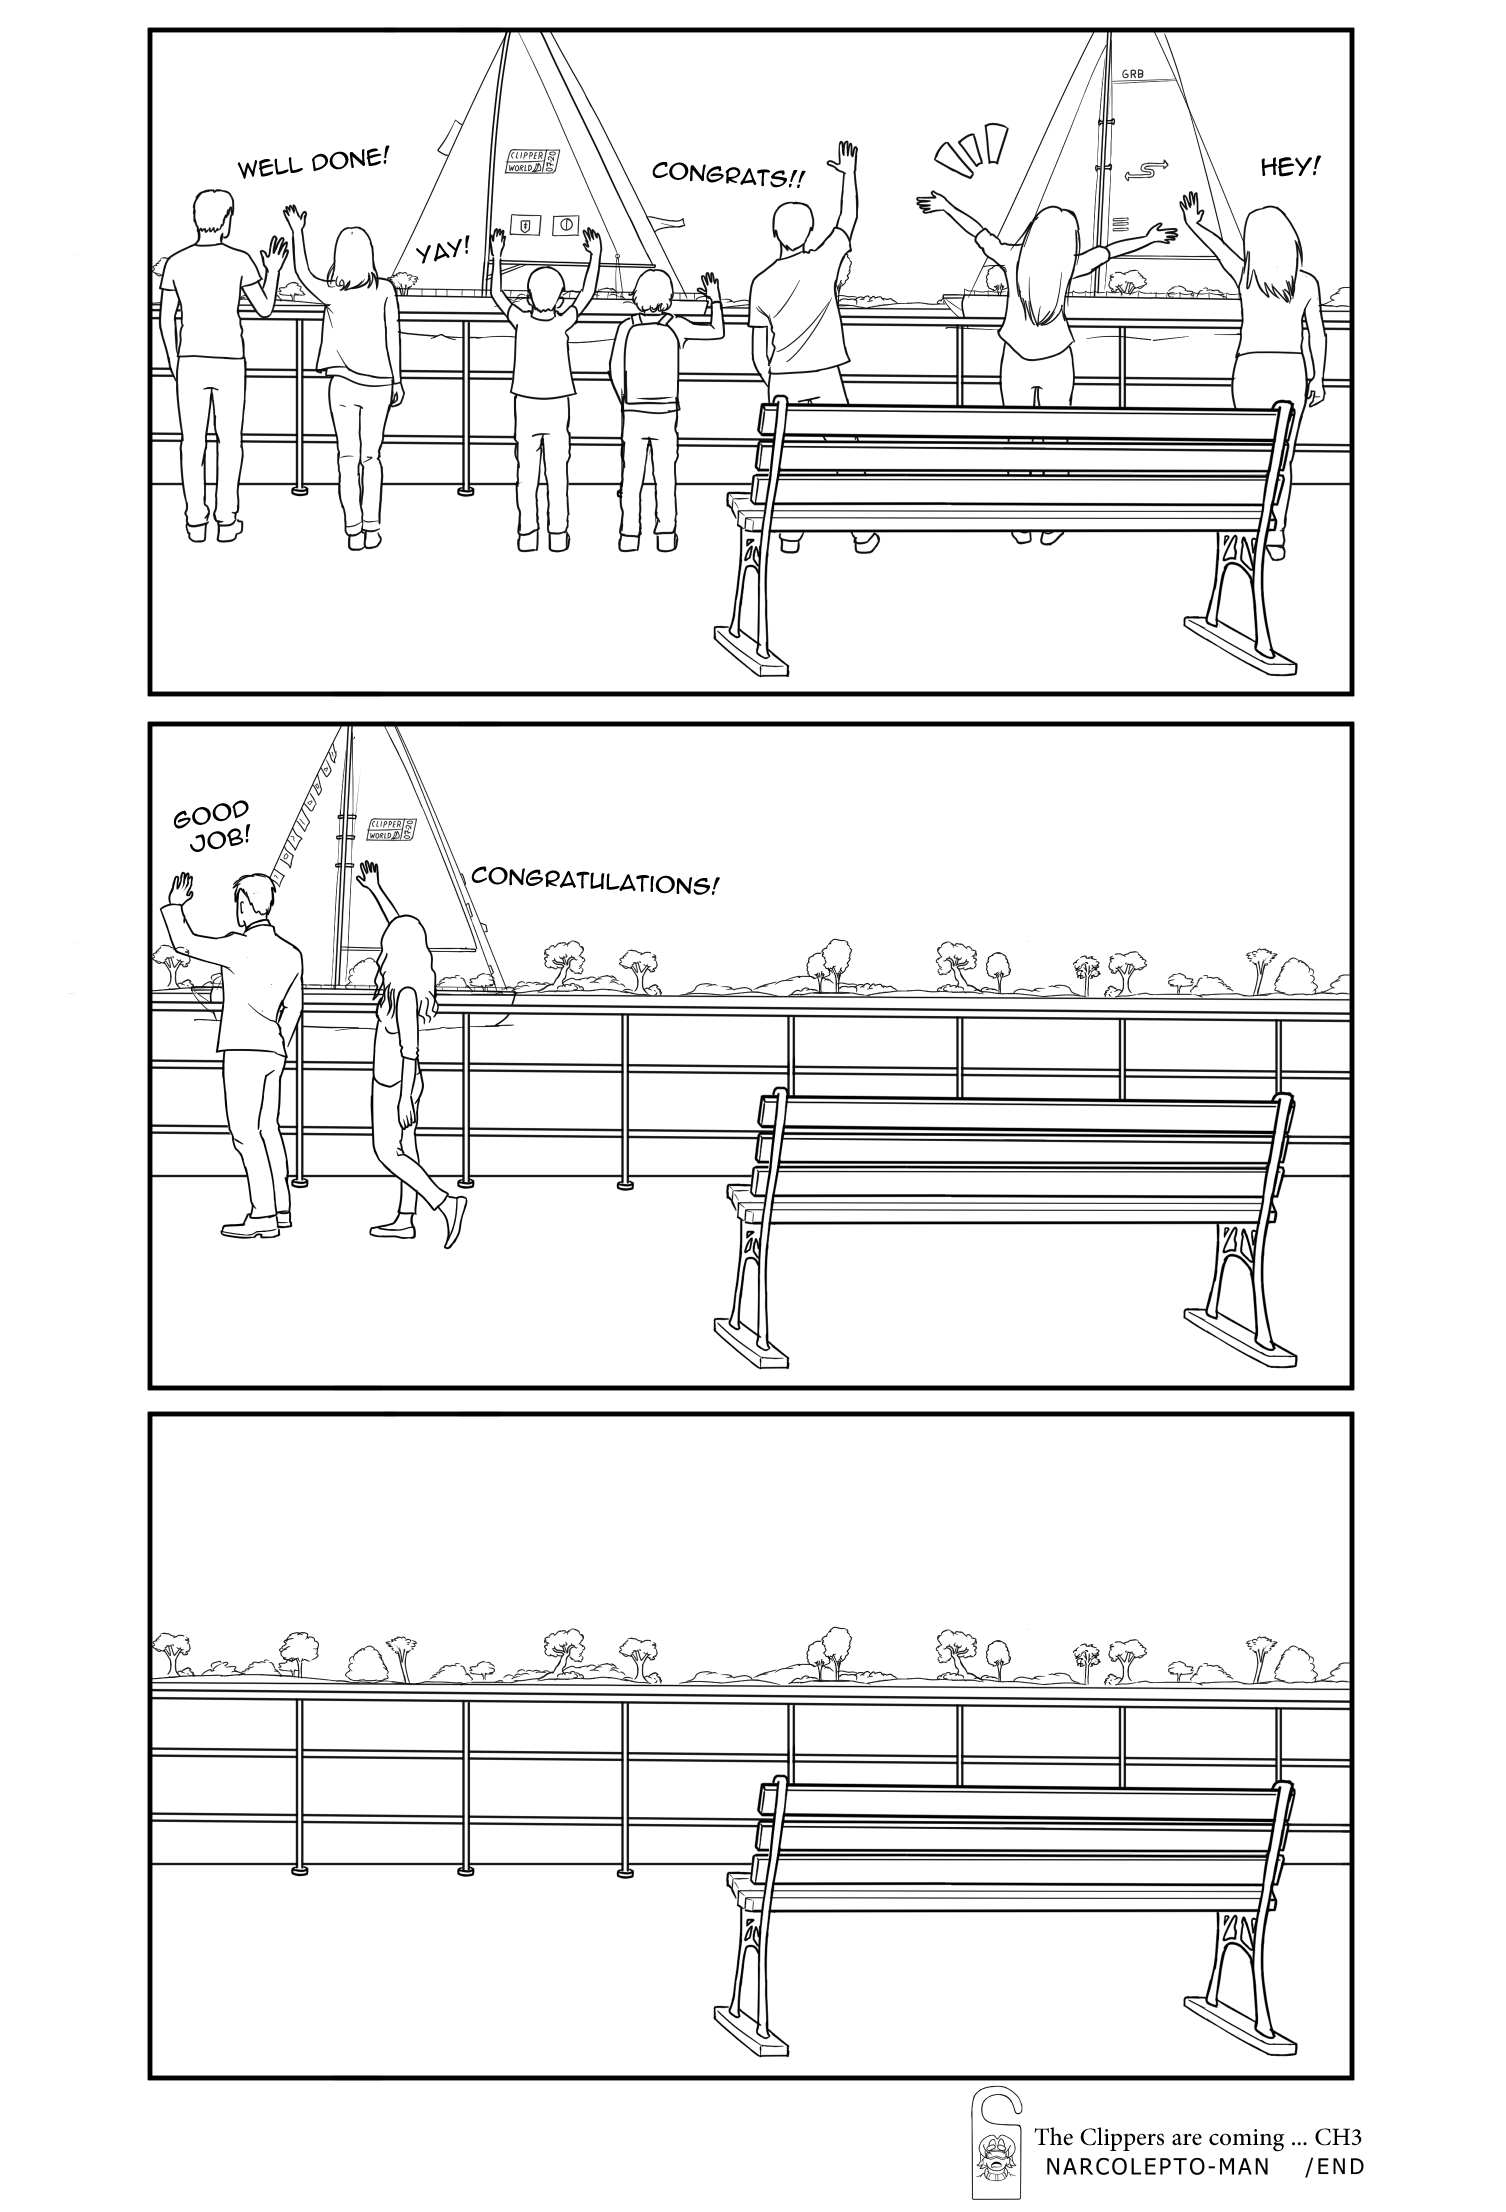 WELL DONE!
YAY!
CLIPPER
WORLD
07-20
CONGRATS!!
GRB
S
HEY!
GOOD
JOB!
CLIPPER
WORLD
07-20
CONGRATULATIONS!
The Clippers are coming ... CH3
NARCOLEPTO-MAN /END